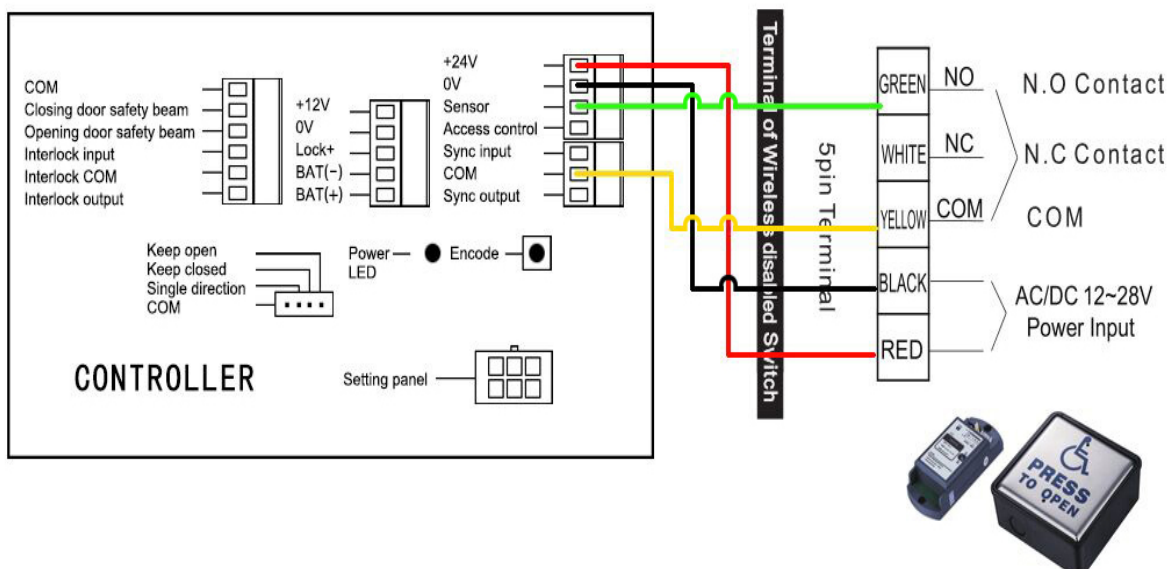 COM
Closing door safety beam
Opening door safety beam
Interlock input
Interlock COM
Interlock output
+12V
0V
Lock+
BAT(−)
BAT(+)
+24V
0V
Sensor
Access control
Sync input
COM
Sync output
Keep open
Keep closed
Single direction
COM
Power
LED
Encode
CONTROLLER
Setting panel
Terminal of Wireless disabled Switch
5pin Terminal
GREEN NO N.O Contact
WHITE NC N.C Contact
YELLOW COM COM
BLACK
RED
AC/DC 12~28V
Power Input
PRESS
TO OPEN